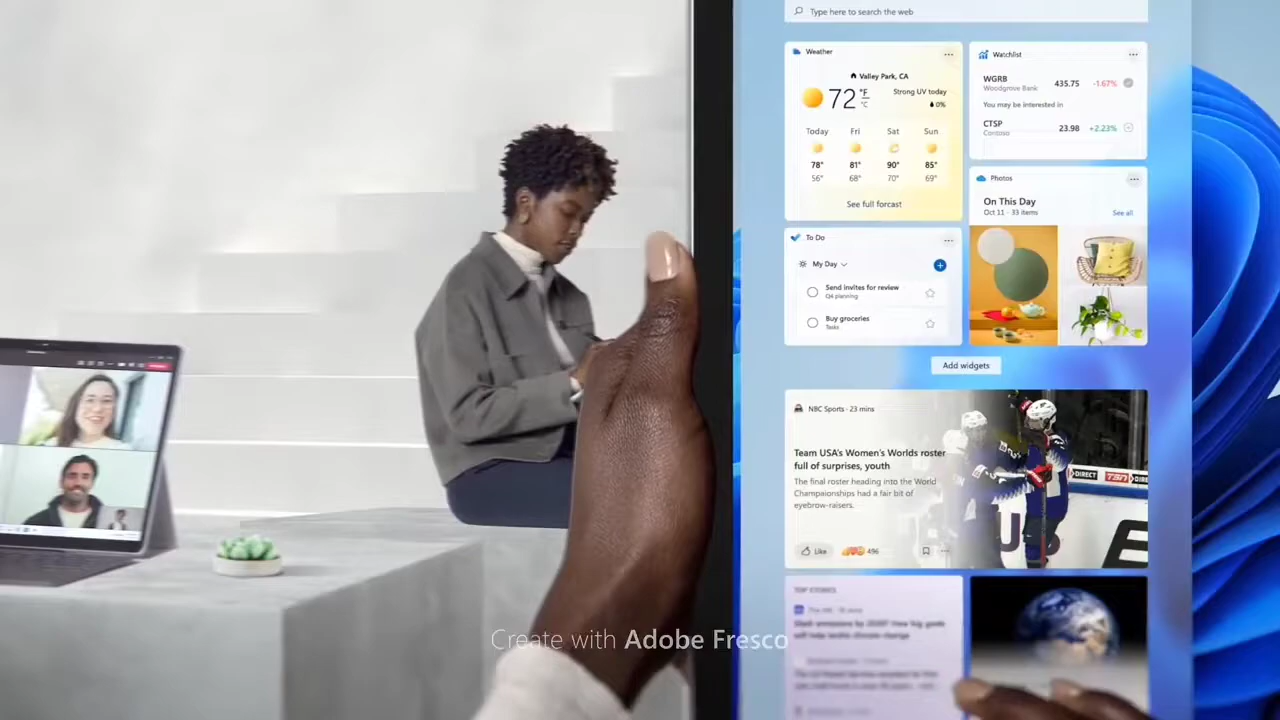 Type here to search the web
Weather
Valley Park, CA
72 °F
°C
Strong UV today
0%
Today Fri Sat Sun
78° 81° 90° 85°
56° 68° 70° 69°
See full forcast
Watchlist
WGRB 435.75 -1.67%
Woodgrove Bank
You may be interested in
CTSP 23.98 +2.23%
Contoso
Photos
On This Day
Oct 11 · 33 items
See all
To Do
My Day
Send invites for review
Q4 planning
Buy groceries
Tasks
Add widgets
NBC Sports · 23 mins
Team USA's Women's Worlds roster
full of surprises, youth
The final roster heading into the World
Championships had a fair bit of
eyebrow-raisers.
DIRECT TSN DIRE
US
E
Like 496
TOP STORIES
Create with Adobe Fresco